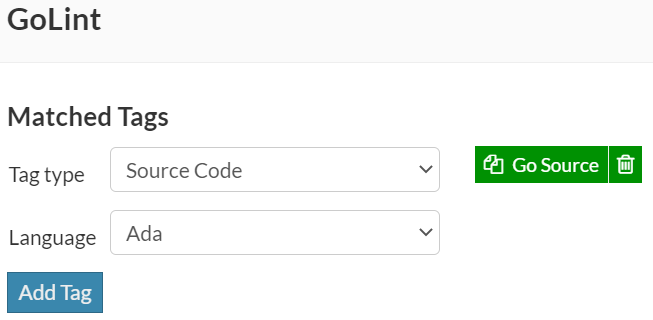 GoLint
Matched Tags
Tag type Source Code Go Source
Language Ada
Add Tag